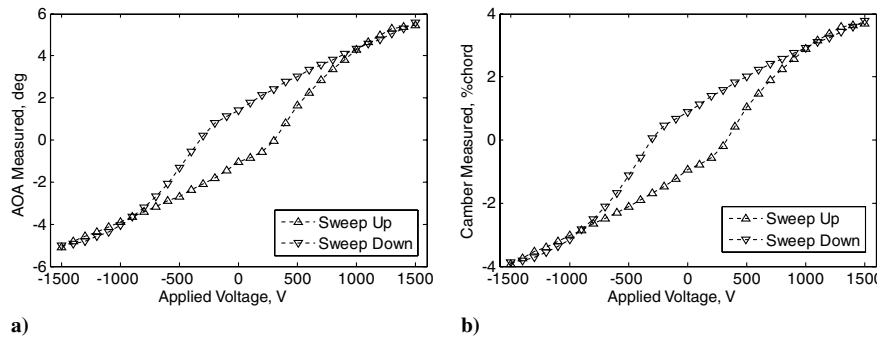 AOA Measured, deg
6
4
2
0
-2
-4
-6
-1500 -1000 -500 0 500 1000 1500
Applied Voltage, V
Sweep Up
Sweep Down
a)
Camber Measured, %chord
4
2
0
-2
-4
-1500 -1000 -500 0 500 1000 1500
Applied Voltage, V
Sweep Up
Sweep Down
b)